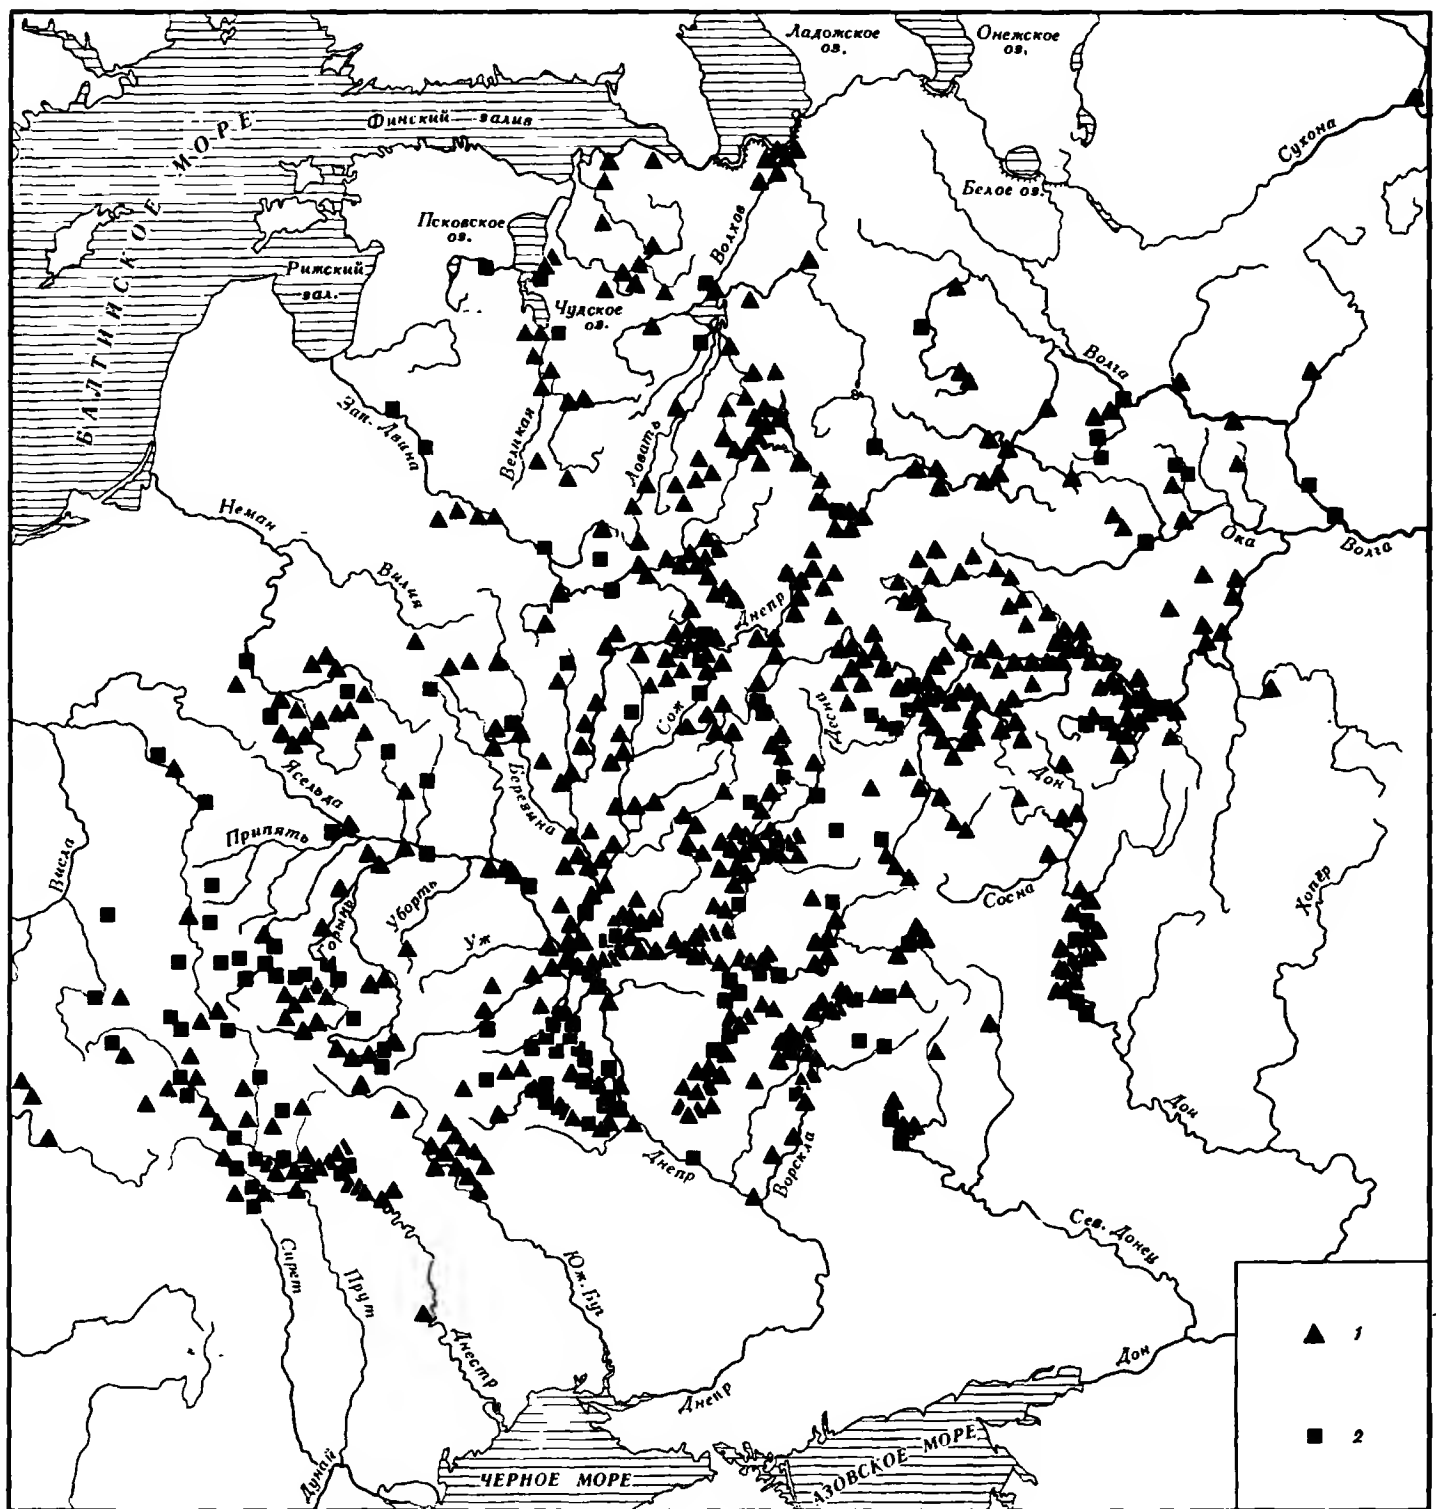 Ладожское
оз.
Онежское
оз.
Финский залив
БАЛТИЙСКОЕ МОРЕ
Сухона
Белое оз.
Псковское
оз.
Волхов
Рижский
зал.
Чудское
оз.
Волга
Зап. Двина
Великая
Ловать
Неман
Вилия
Ока
Волга
Днепр
Сож
Десна
Дон
Березина
Ясельда
Припять
Висла
Горынь
Уборть
Уж
Сосна
Хопёр
Дон
Днепр
Ворскла
Сев. Донец
Сирет
Прут
Юж. Буг
Днестр
Дунай
Днепр
Дон
ЧЕРНОЕ МОРЕ
АЗОВСКОЕ МОРЕ
1
2